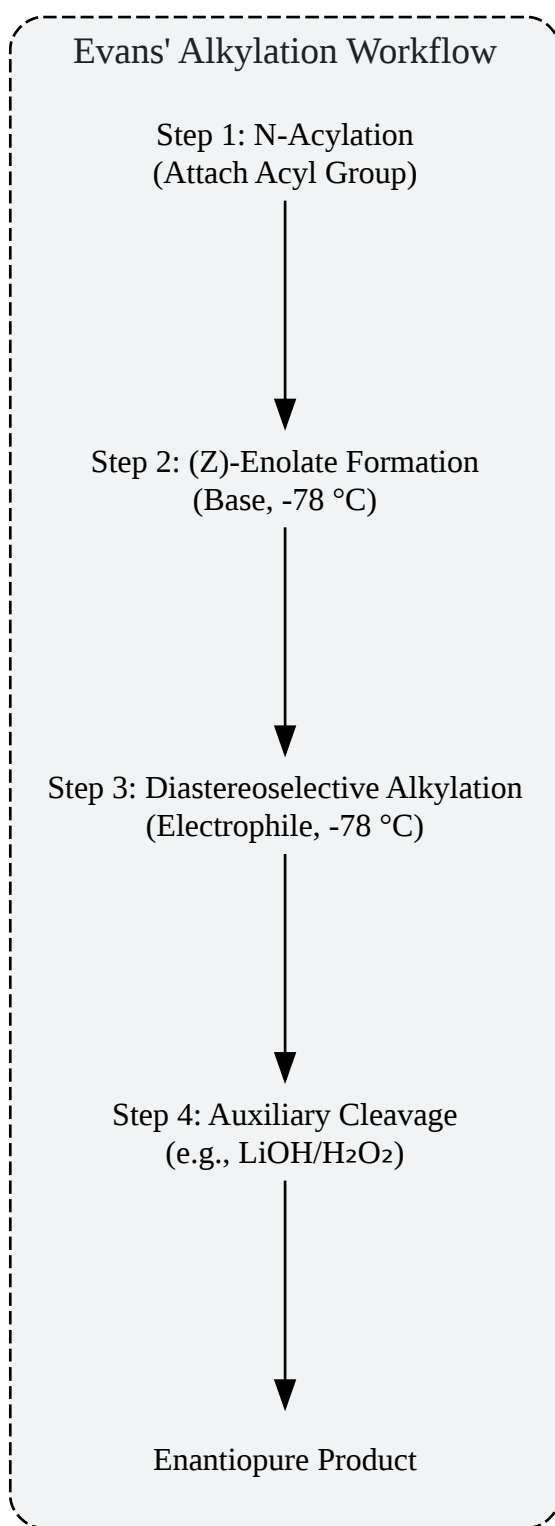 Evans' Alkylation Workflow
Step 1: N-Acylation
(Attach Acyl Group)
Step 2: (Z)-Enolate Formation
(Base, -78 °C)
Step 3: Diastereoselective Alkylation
(Electrophile, -78 °C)
Step 4: Auxiliary Cleavage
(e.g., LiOH/H₂O₂)
Enantiopure Product